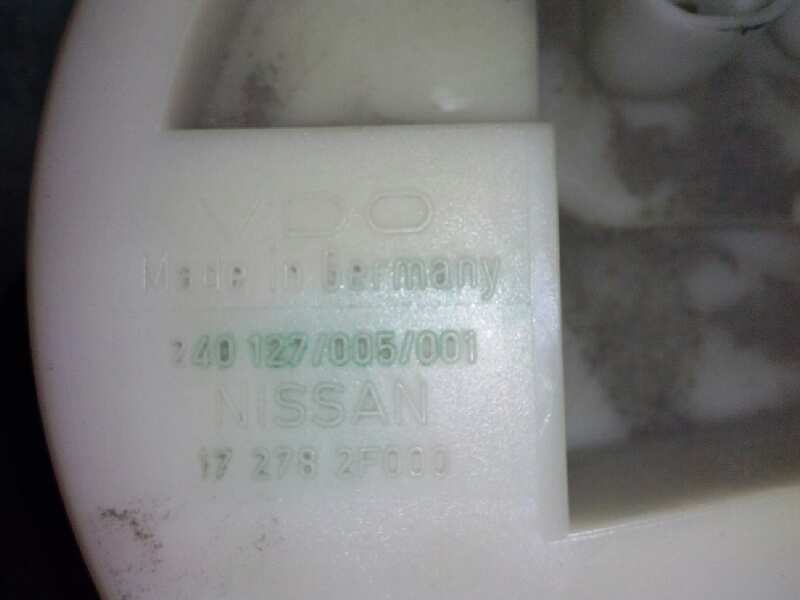 VDO
Made in Germany
240 127/005/001
NISSAN
17 278 2F000